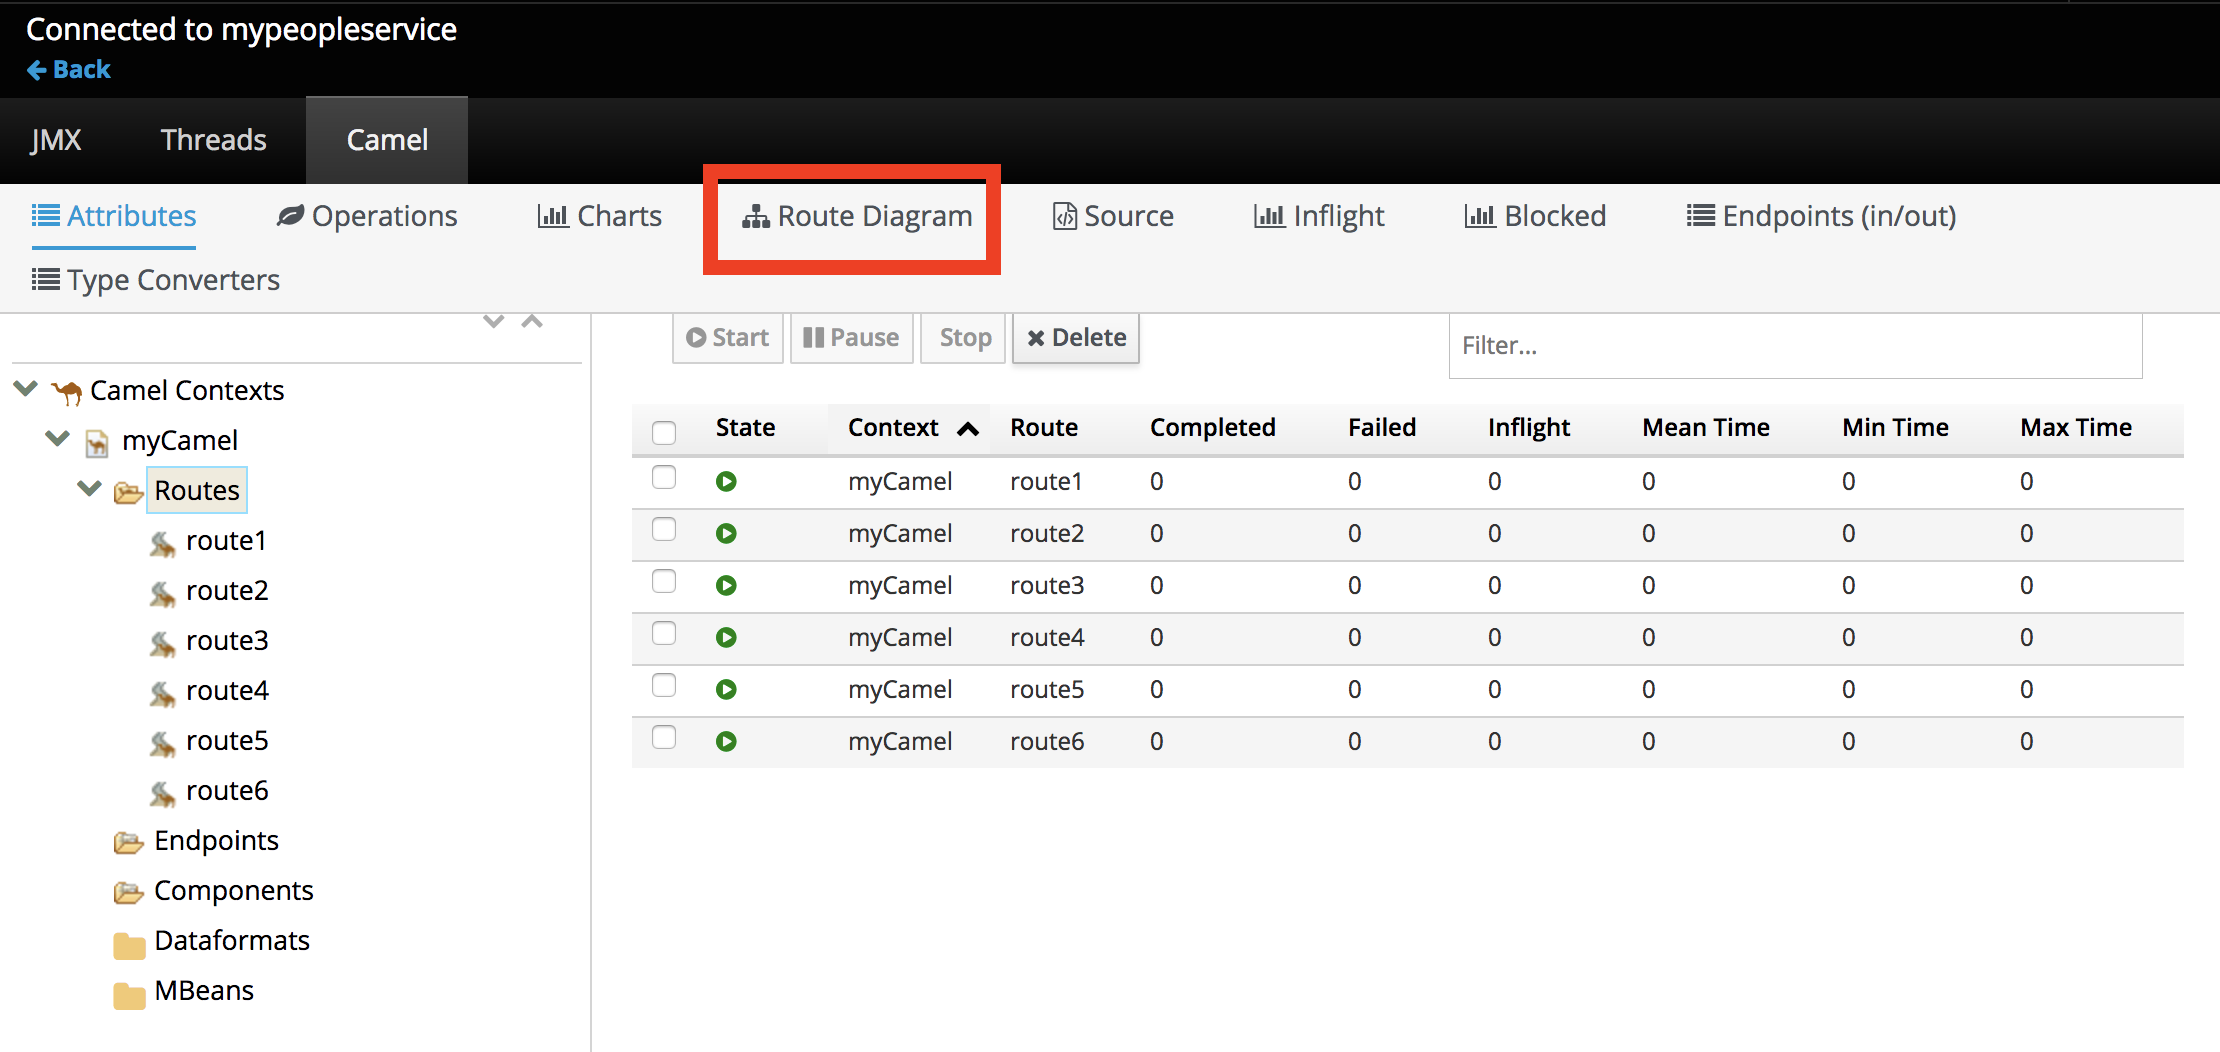 Connected to mypeopleservice
Back
JMX Threads Camel
Attributes Operations Charts Route Diagram Source Inflight Blocked Endpoints (in/out)
Type Converters
Start Pause Stop Delete Filter...
Camel Contexts
myCamel
Routes
route1
route2
route3
route4
route5
route6
Endpoints
Components
Dataformats
MBeans
State Context Route Completed Failed Inflight Mean Time Min Time Max Time
myCamel route1 0 0 0 0 0 0
myCamel route2 0 0 0 0 0 0
myCamel route3 0 0 0 0 0 0
myCamel route4 0 0 0 0 0 0
myCamel route5 0 0 0 0 0 0
myCamel route6 0 0 0 0 0 0